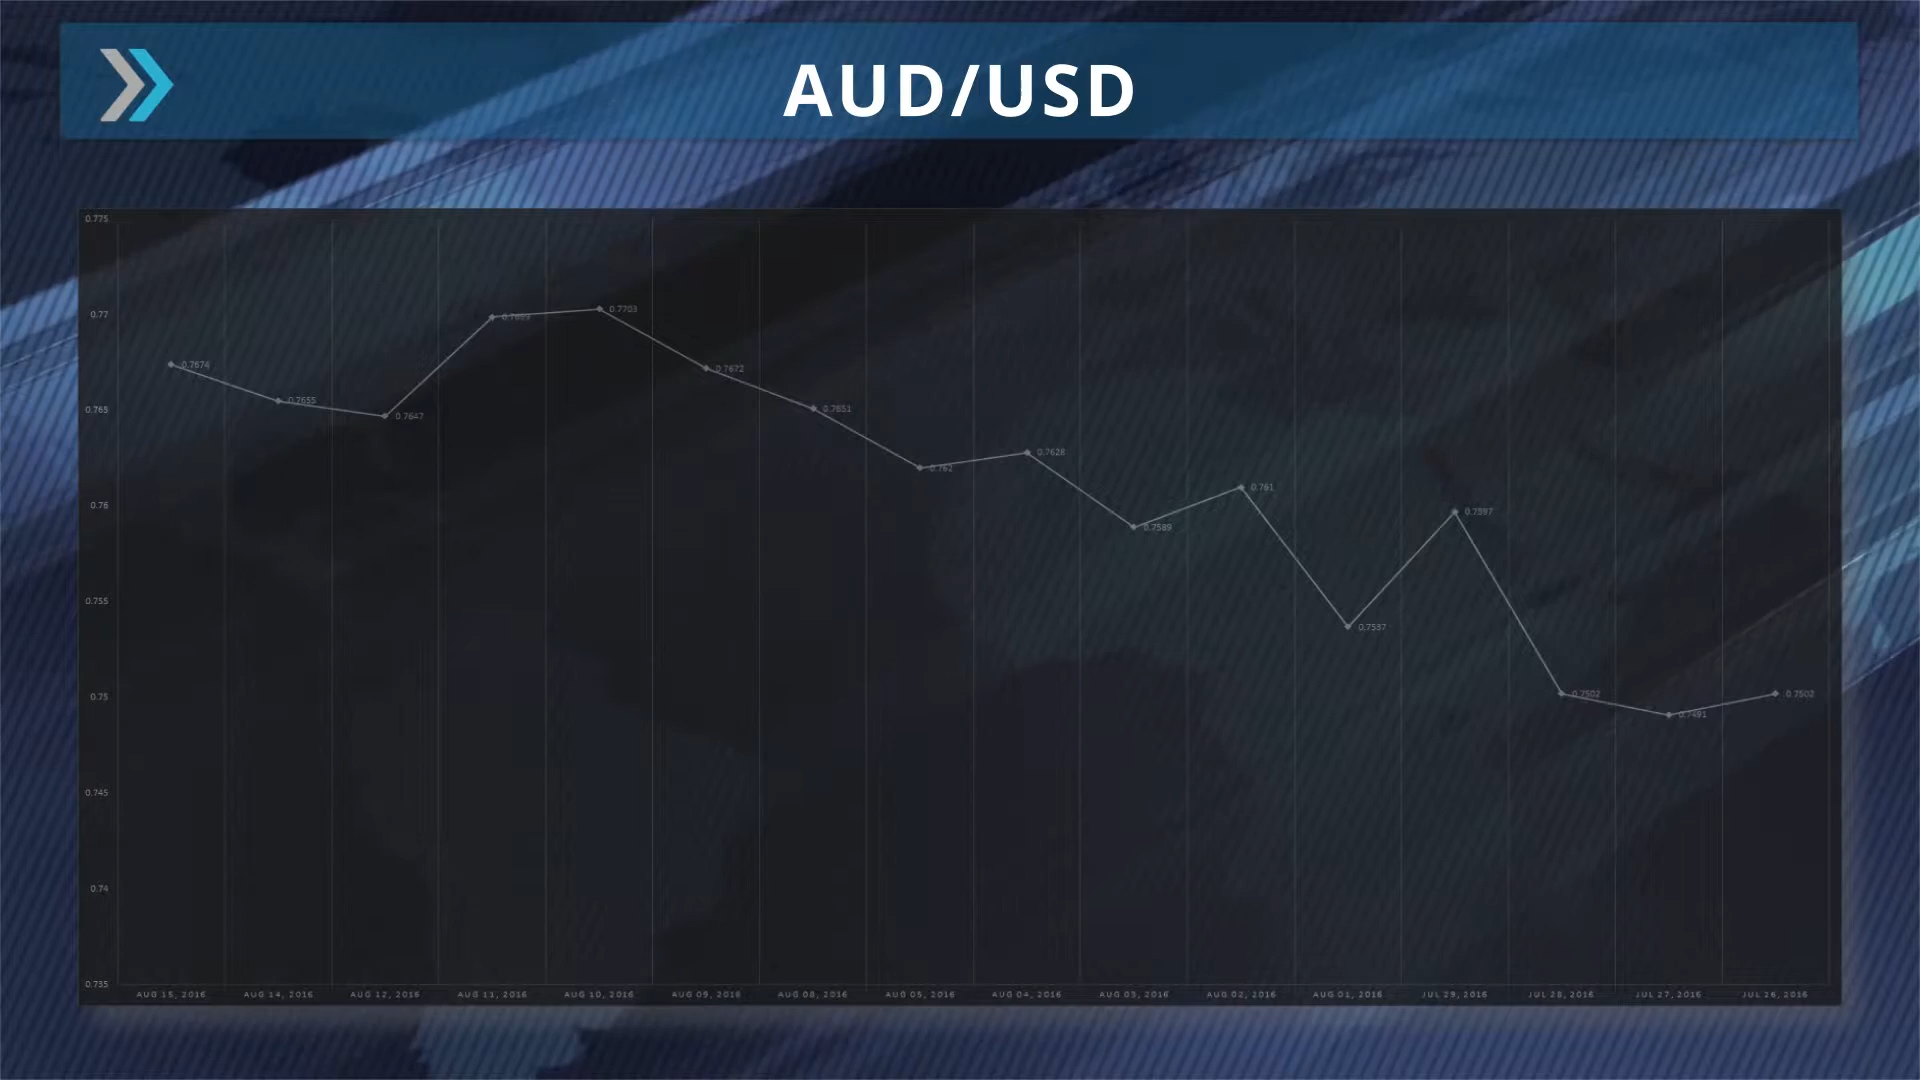 AUD/USD
0.775
0.77
0.765
0.76
0.755
0.75
0.745
0.74
0.735
0.7674
0.7655
0.7647
0.7699
0.7703
0.7672
0.7651
0.762
0.7628
0.7589
0.761
0.7537
0.7597
0.7502
0.7491
0.7502
AUG 15, 2016
AUG 14, 2016
AUG 12, 2016
AUG 11, 2016
AUG 10, 2016
AUG 09, 2016
AUG 08, 2016
AUG 05, 2016
AUG 04, 2016
AUG 03, 2016
AUG 02, 2016
AUG 01, 2016
JUL 29, 2016
JUL 28, 2016
JUL 27, 2016
JUL 26, 2016